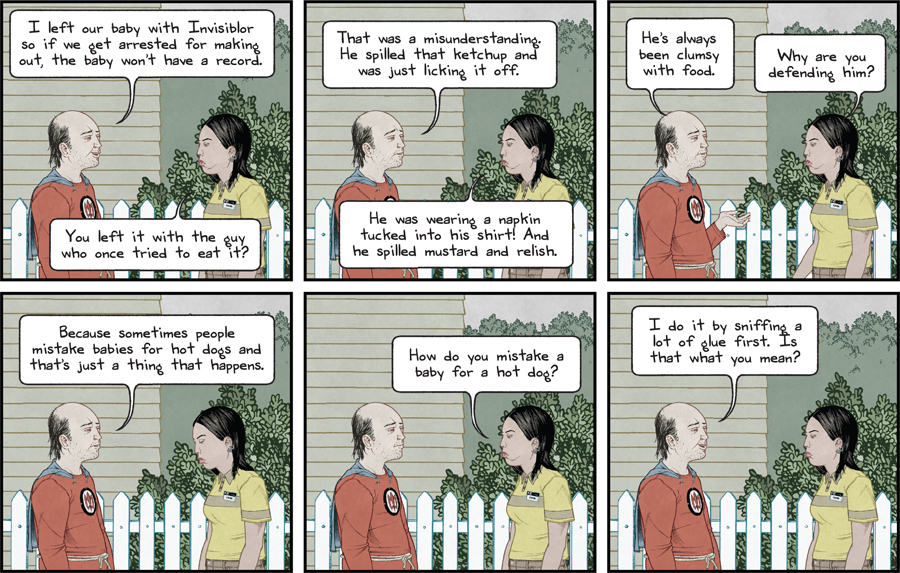 I left our baby with Invisiblor
so if we get arrested for making
out, the baby won't have a record.
You left it with the guy
who once tried to eat it?
That was a misunderstanding.
He spilled that ketchup and
was just licking it off.
He was wearing a napkin
tucked into his shirt! And
he spilled mustard and relish.
He's always
been clumsy
with food.
Why are you
defending him?
Because sometimes people
mistake babies for hot dogs and
that's just a thing that happens.
How do you mistake a
baby for a hot dog?
I do it by sniffing a
lot of glue first. Is
that what you mean?